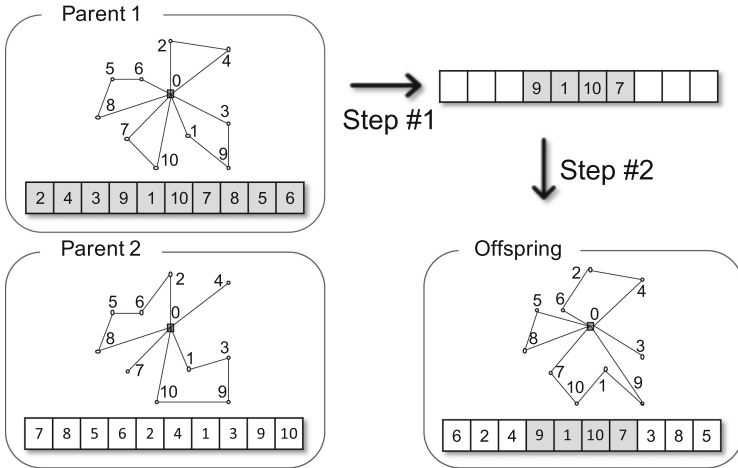 Parent 1
2
4
5 6 0
8 3
7 1
10 9
2 4 3 9 1 10 7 8 5 6
Step #1
9 1 10 7
Step #2
Parent 2
2 4
5 6 0
8 3
7 1
10 9
7 8 5 6 2 4 1 3 9 10
Offspring
2
4
5 6 0
8 3
7
10 1 9
6 2 4 9 1 10 7 3 8 5